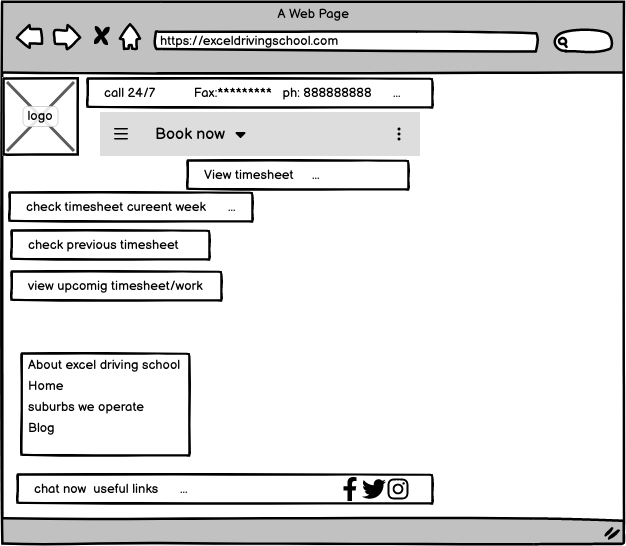 A Web Page
https://exceldrivingschool.com
logo
call 24/7 Fax:********* ph: 888888888 ...
Book now
View timesheet ...
check timesheet cureent week ...
check previous timesheet
view upcomig timesheet/work
About excel driving school
Home
suburbs we operate
Blog
chat now useful links ...